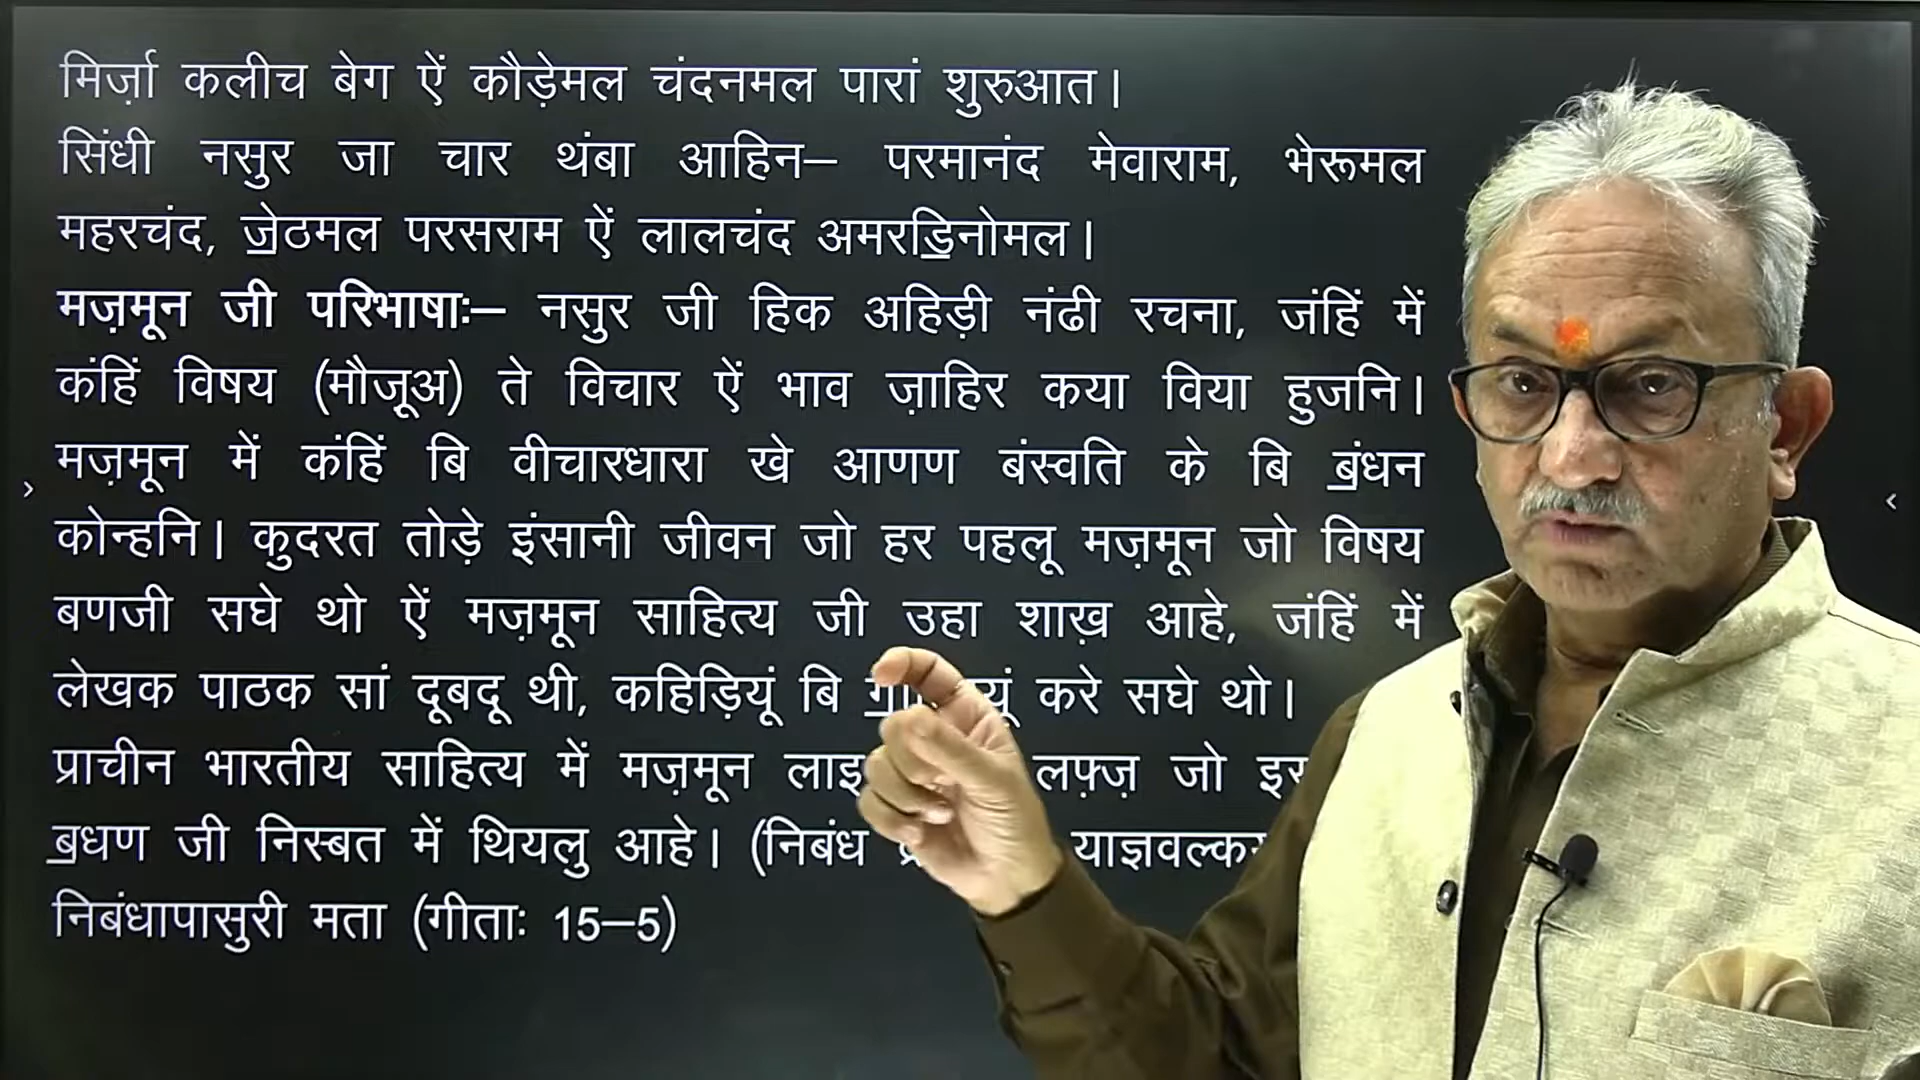 मिर्ज़ा कलीच बेग ऐं कौड़ेमल चंदनमल पारां शुरुआत।
सिंधी नसुर जा चार थंबा आहिन– परमानंद मेवाराम, भेरूमल
महरचंद, जे॒ठमल परसराम ऐं लालचंद अमरडि॒नोमल।
मज़मून जी परिभाषाः– नसुर जी हिक अहिड़ी नंढी रचना, जंहिं में
कंहिं विषय (मौजूअ) ते विचार ऐं भाव ज़ाहिर कया विया हुजनि।
मज़मून में कंहिं बि वीचारधारा खे आणण बंस्वति के बि बं॒धन
कोन्हनि। कुदरत तोड़े इंसानी जीवन जो हर पहलू मज़मून जो विषय
बणजी सघे थो ऐं मज़मून साहित्य जी उहा शाख़ आहे, जंहिं में
लेखक पाठक सां दूबदू थी, कहिड़ियूं बि करे सघे थो।
प्राचीन भारतीय साहित्य में मज़मून लफ़्ज़ जो
ब॒धण जी निस्बत में थियलु आहे। (निबंध
निबंधापासुरी मता (गीताः 15–5)